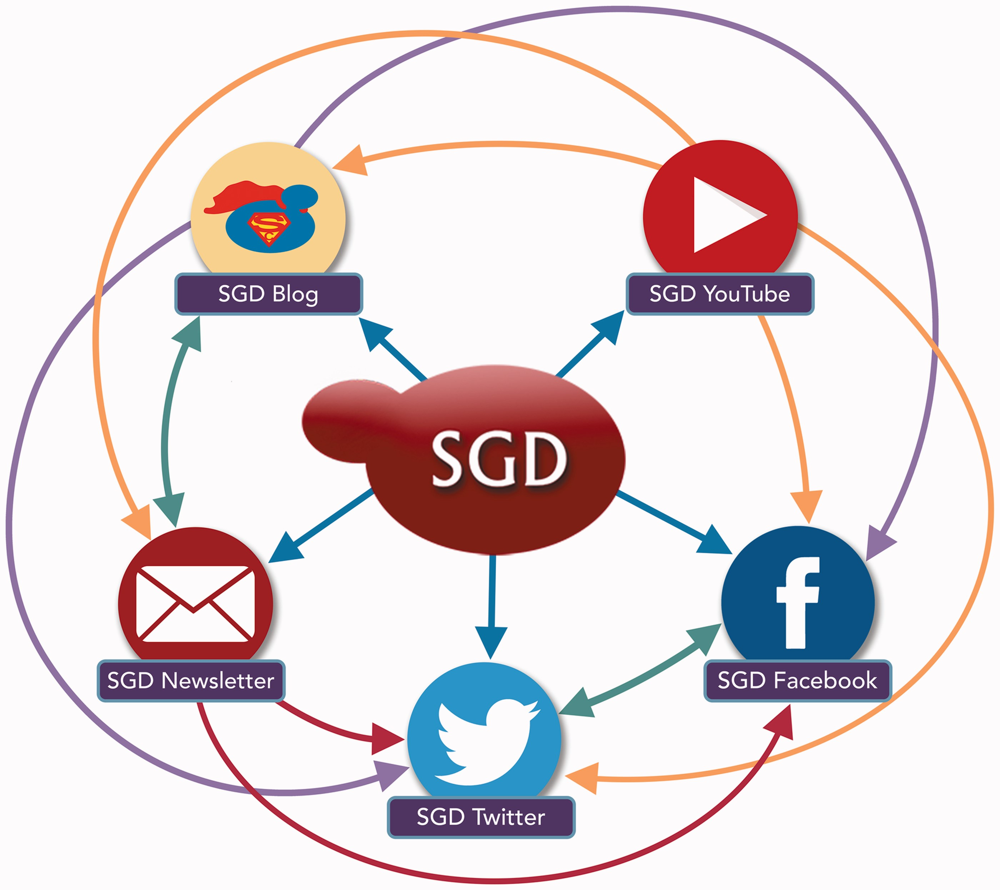 S
C
SGD Blog
SGD YouTube
SGD
SGD Newsletter
SGD Facebook
SGD Twitter